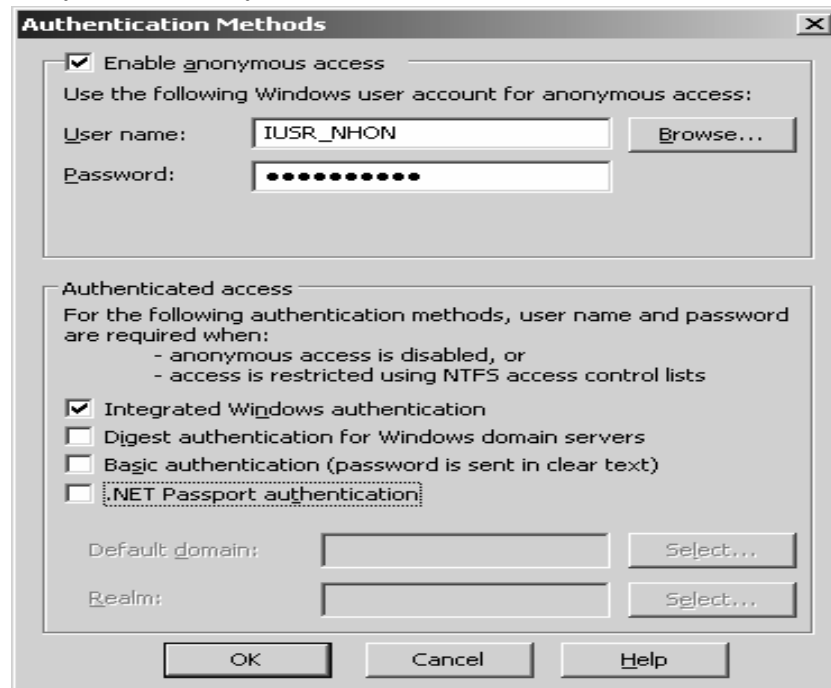 Authentication Methods
Enable anonymous access
Use the following Windows user account for anonymous access:
User name: IUSR_NHON Browse...
Password: ●●●●●●●●●●
Authenticated access
For the following authentication methods, user name and password
are required when:
- anonymous access is disabled, or
- access is restricted using NTFS access control lists
Integrated Windows authentication
Digest authentication for Windows domain servers
Basic authentication (password is sent in clear text)
.NET Passport authentication
Default domain: Select...
Realm: Select...
OK Cancel Help